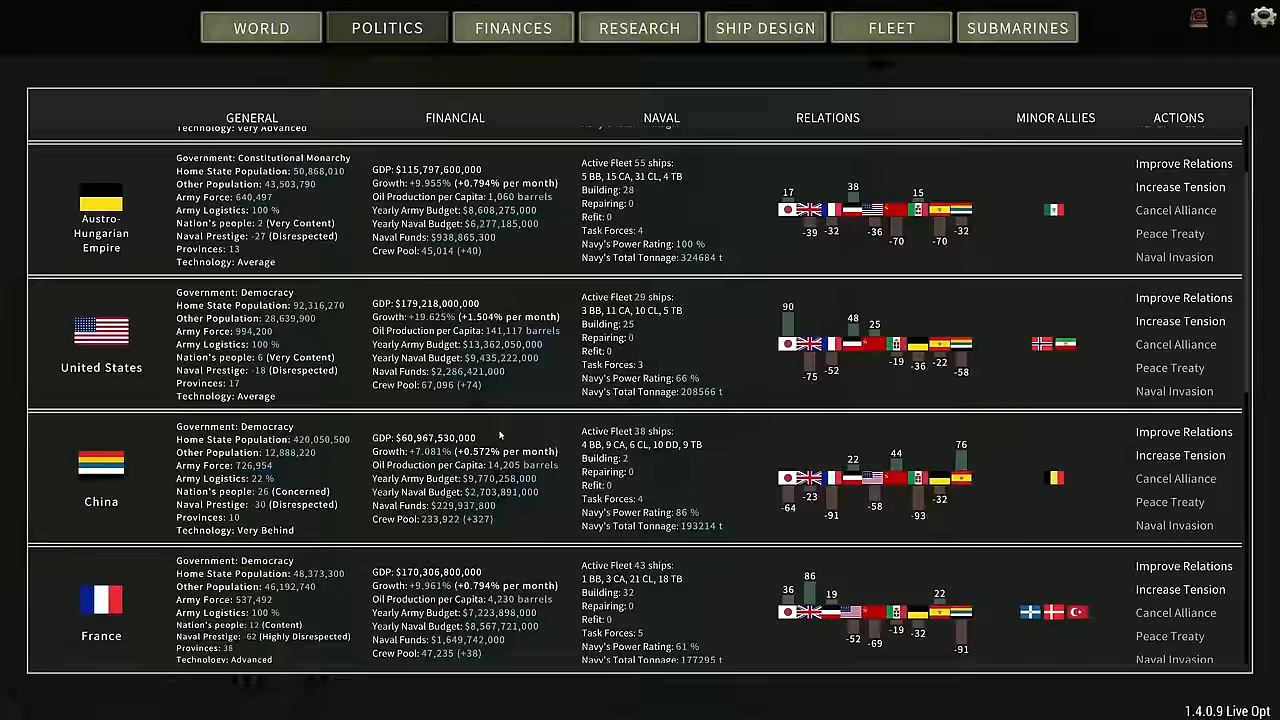 WORLD POLITICS FINANCES RESEARCH SHIP DESIGN FLEET SUBMARINES
GENERAL FINANCIAL NAVAL RELATIONS MINOR ALLIES ACTIONS
Technology: Very Advanced
Austro-
Hungarian
Empire
Government: Constitutional Monarchy
Home State Population: 50,868,010
Other Population: 43,503,790
Army Force: 640,497
Army Logistics: 100 %
Nation's people: 2 (Very Content)
Naval Prestige: -27 (Disrespected)
Provinces: 13
Technology: Average
GDP: $115,797,600,000
Growth: +9.955% (+0.794% per month)
Oil Production per Capita: 1,060 barrels
Yearly Army Budget: $8,608,275,000
Yearly Naval Budget: $6,277,185,000
Naval Funds: $938,865,300
Crew Pool: 45,014 (+40)
Active Fleet 55 ships:
5 BB, 15 CA, 31 CL, 4 TB
Building: 28
Repairing: 0
Refit: 0
Task Forces: 4
Navy's Power Rating: 100 %
Navy's Total Tonnage: 324684 t
17 38 15
-39 -32 -36 -70 -70 -32
Improve Relations
Increase Tension
Cancel Alliance
Peace Treaty
Naval Invasion
United States
Government: Democracy
Home State Population: 92,316,270
Other Population: 28,639,900
Army Force: 994,200
Army Logistics: 100 %
Nation's people: 6 (Very Content)
Naval Prestige: -18 (Disrespected)
Provinces: 17
Technology: Average
GDP: $179,218,000,000
Growth: +19.625% (+1.504% per month)
Oil Production per Capita: 141,117 barrels
Yearly Army Budget: $13,362,050,000
Yearly Naval Budget: $9,435,222,000
Naval Funds: $2,286,421,000
Crew Pool: 67,096 (+74)
Active Fleet 29 ships:
3 BB, 11 CA, 10 CL, 5 TB
Building: 25
Repairing: 0
Refit: 0
Task Forces: 3
Navy's Power Rating: 66 %
Navy's Total Tonnage: 208566 t
90 48 25
-75 -52 -19 -36 -22 -58
Improve Relations
Increase Tension
Cancel Alliance
Peace Treaty
Naval Invasion
China
Government: Democracy
Home State Population: 420,050,500
Other Population: 12,888,220
Army Force: 726,954
Army Logistics: 22 %
Nation's people: 26 (Concerned)
Naval Prestige: -30 (Disrespected)
Provinces: 10
Technology: Very Behind
GDP: $60,967,530,000
Growth: +7.081% (+0.572% per month)
Oil Production per Capita: 14,205 barrels
Yearly Army Budget: $9,770,258,000
Yearly Naval Budget: $2,703,891,000
Naval Funds: $229,937,800
Crew Pool: 233,922 (+327)
Active Fleet 38 ships:
4 BB, 9 CA, 6 CL, 10 DD, 9 TB
Building: 2
Repairing: 0
Refit: 0
Task Forces: 4
Navy's Power Rating: 86 %
Navy's Total Tonnage: 193214 t
22 44 76
-64 -23 -91 -58 -93 -32
Improve Relations
Increase Tension
Cancel Alliance
Peace Treaty
Naval Invasion
France
Government: Democracy
Home State Population: 48,373,300
Other Population: 46,192,740
Army Force: 537,492
Army Logistics: 100 %
Nation's people: 12 (Content)
Naval Prestige: -62 (Highly Disrespected)
Provinces: 38
Technology: Advanced
GDP: $170,306,800,000
Growth: +9.961% (+0.794% per month)
Oil Production per Capita: 4,230 barrels
Yearly Army Budget: $7,223,898,000
Yearly Naval Budget: $8,567,721,000
Naval Funds: $1,649,742,000
Crew Pool: 47,235 (+38)
Active Fleet 43 ships:
1 BB, 3 CA, 21 CL, 18 TB
Building: 32
Repairing: 0
Refit: 0
Task Forces: 5
Navy's Power Rating: 61 %
Navy's Total Tonnage: 177295 t
36 86 19 22
-52 -69 -19 -32 -91
Improve Relations
Increase Tension
Cancel Alliance
Peace Treaty
Naval Invasion
1.4.0.9 Live Opt